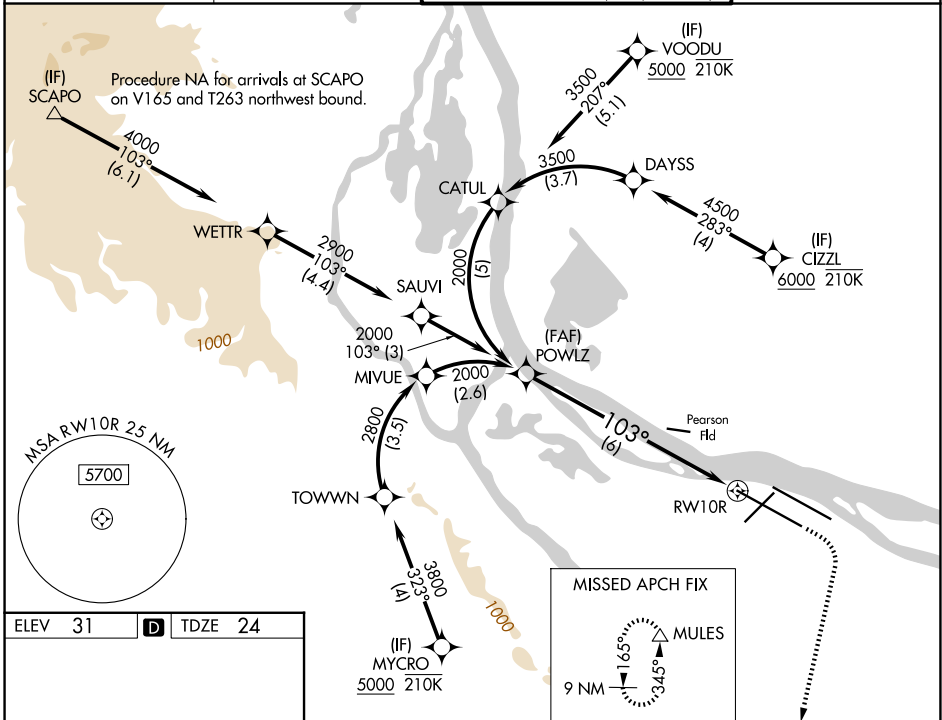 (IF)
SCAPO
Procedure NA for arrivals at SCAPO
on V165 and T263 northwest bound.
(IF)
VOODU
5000 210K
3500
207°
(5.1)
4000
103°
(6.1)
3500
(3.7)
DAYSS
CATUL
4500
283°
(4)
(IF)
CIZZL
6000 210K
WETTR
2900
103°
(4.4)
2000
(5)
SAUVI
2000
103° (3)
(FAF)
POWLZ
1000
MIVUE
2000
(2.6)
2800
(3.5)
103°
(6)
Pearson
Fld
MSA RW10R 25 NM
5700
TOWWN
RW10R
3800
323°
(4)
1000
MISSED APCH FIX
MULES
165°
345°
9 NM
ELEV 31 D TDZE 24
(IF)
MYCRO
5000 210K